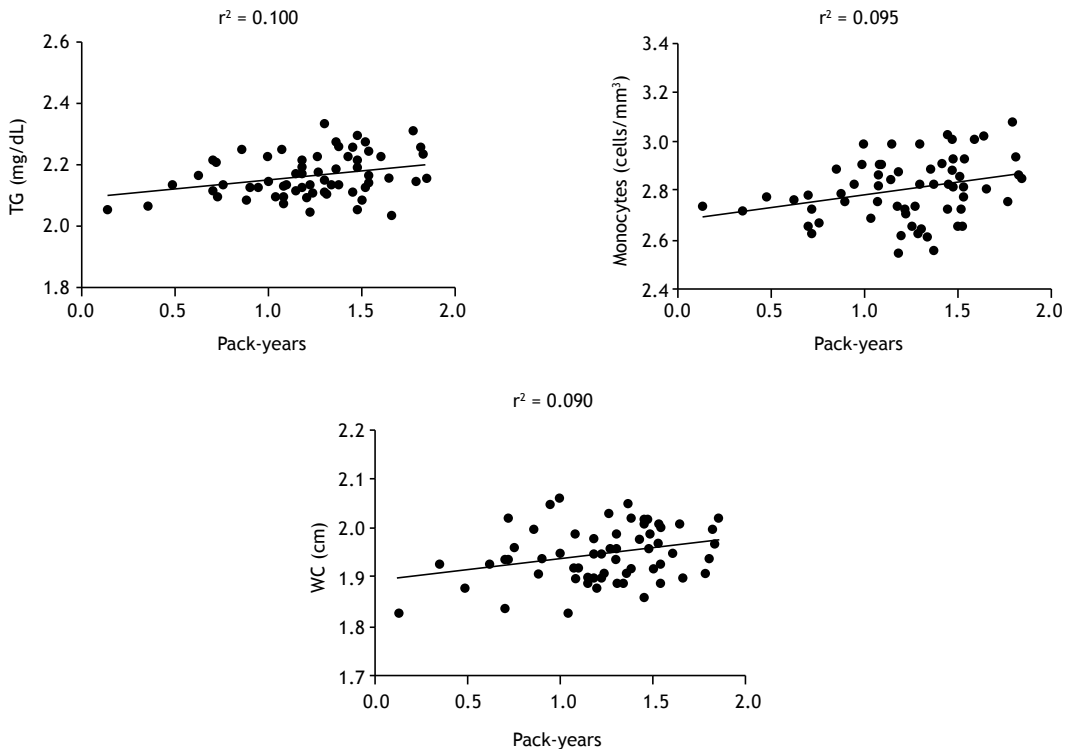 r² = 0.100
TG (mg/dL)
2.6
2.4
2.2
2.0
1.8
0.0 0.5 1.0 1.5 2.0
Pack-years
r² = 0.095
Monocytes (cells/mm³)
3.4
3.2
3.0
2.8
2.6
2.4
0.0 0.5 1.0 1.5 2.0
Pack-years
r² = 0.090
WC (cm)
2.2
2.1
2.0
1.9
1.8
1.7
0.0 0.5 1.0 1.5 2.0
Pack-years